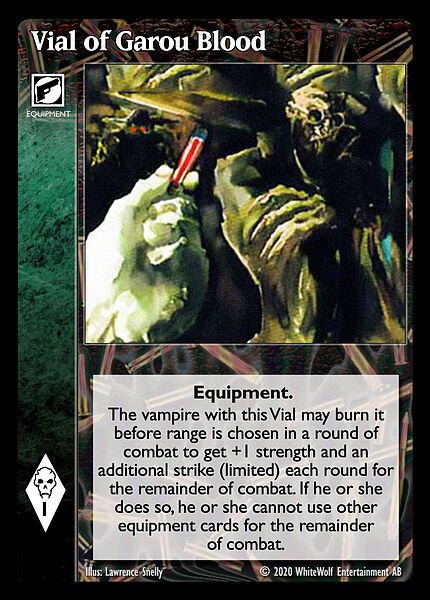 Vial of Garou Blood
EQUIPMENT
Equipment.
The vampire with this Vial may burn it
before range is chosen in a round of
combat to get +1 strength and an
additional strike (limited) each round for
the remainder of combat. If he or she
does so, he or she cannot use other
equipment cards for the remainder
of combat.
1
Illus: Lawrence Snelly
© 2020 WhiteWolf Entertainment AB